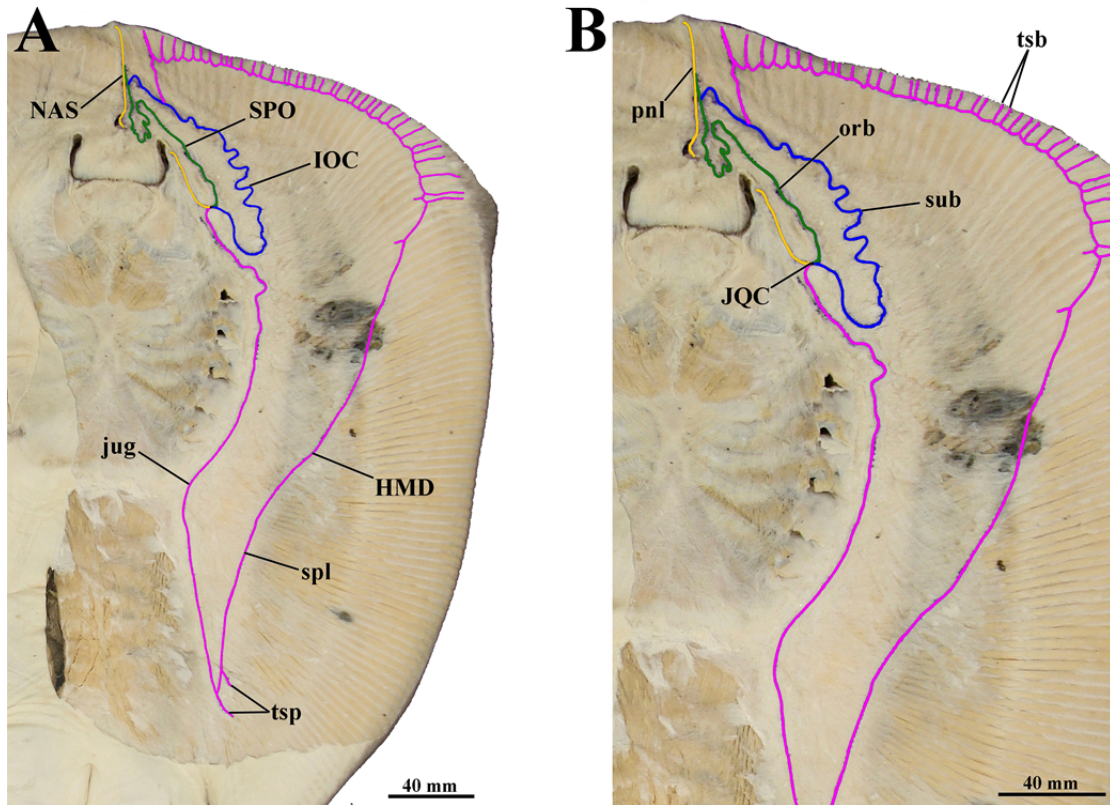 A
NAS
SPO
IOC
jug
HMD
spl
tsp
40 mm
B
tsb
pnl
orb
sub
JQC
40 mm